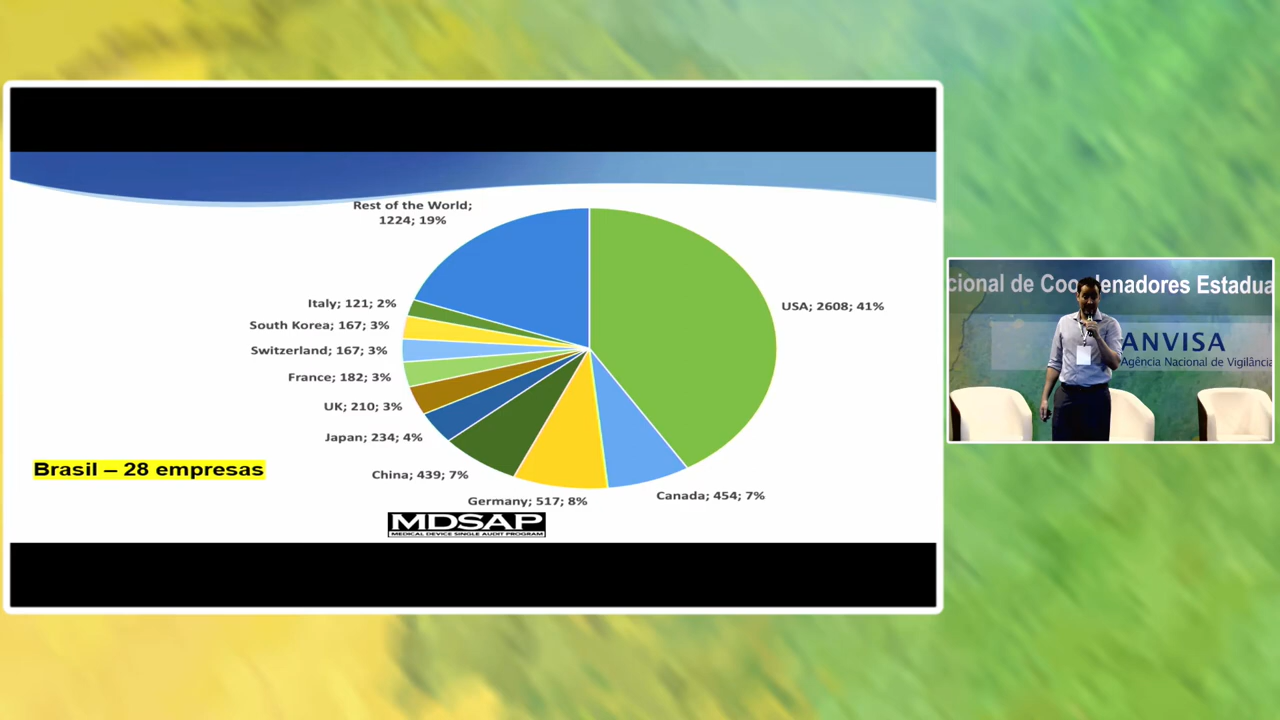 Rest of the World;
1224; 19%
USA; 2608; 41%
Italy; 121; 2%
South Korea; 167; 3%
Switzerland; 167; 3%
France; 182; 3%
UK; 210; 3%
Japan; 234; 4%
China; 439; 7%
Germany; 517; 8%
Canada; 454; 7%
Brasil – 28 empresas
MDSAP
MEDICAL DEVICE SINGLE AUDIT PROGRAM
cional de Coordenadores Estadua
ANVISA
Agência Nacional de Vigilância